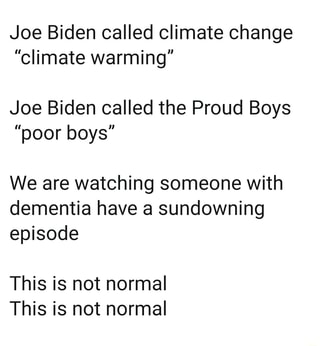 Joe Biden called climate change
“climate warming”
Joe Biden called the Proud Boys
“poor boys”
We are watching someone with
dementia have a sundowning
episode
This is not normal
This is not normal